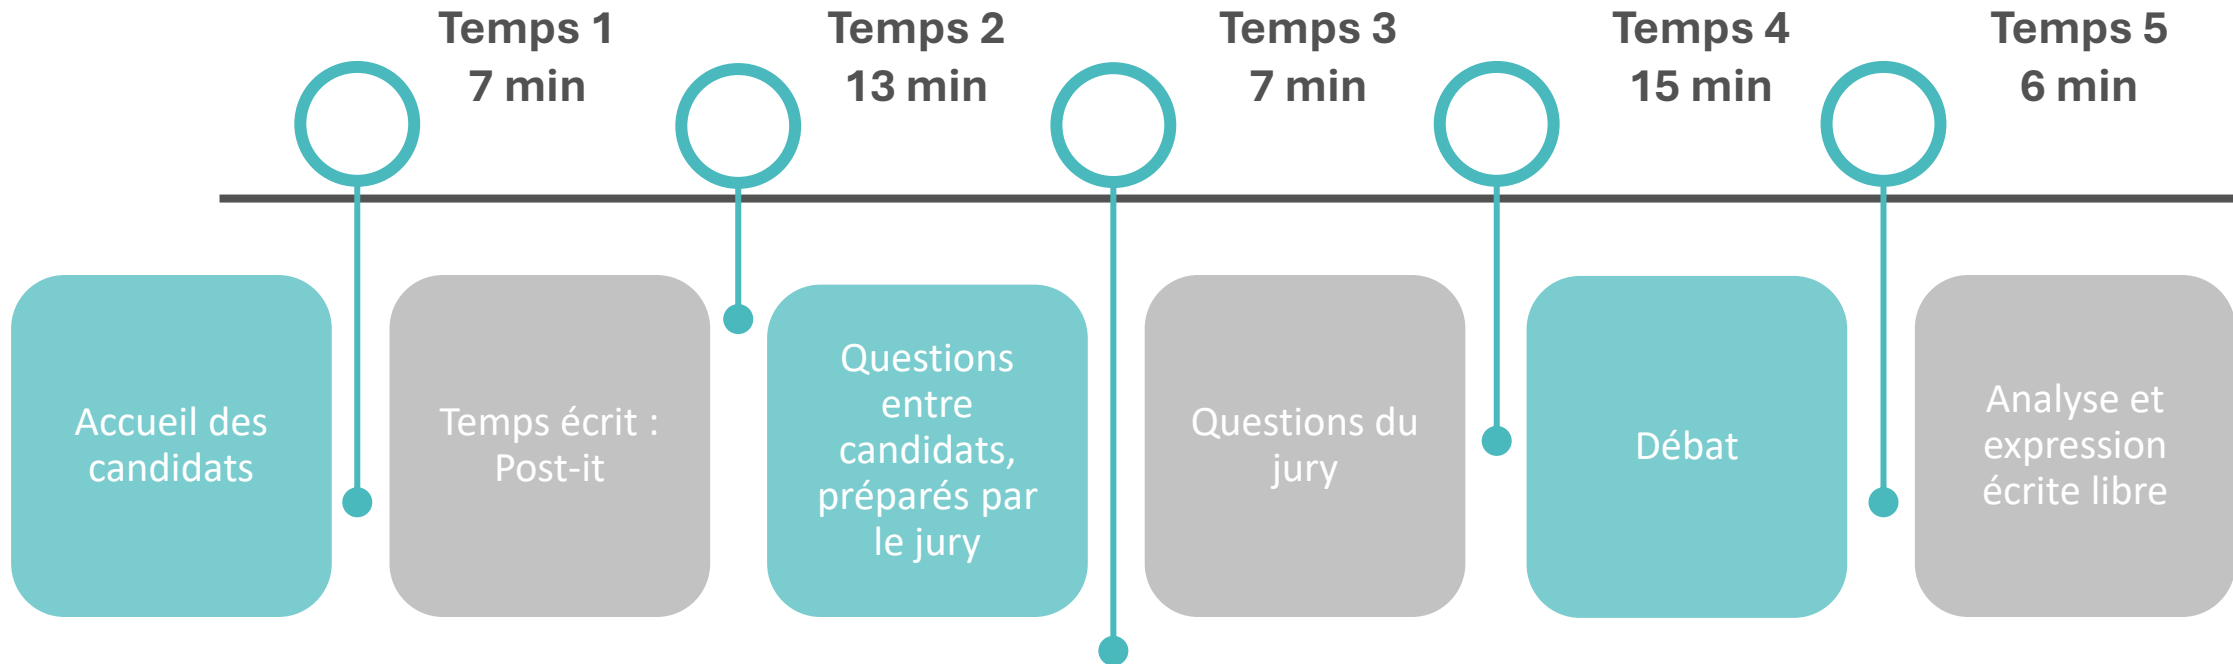 Temps 1
7 min
Temps 2
13 min
Temps 3
7 min
Temps 4
15 min
Temps 5
6 min
Accueil des
candidats
Temps écrit :
Post-it
Questions
entre
candidats,
préparés par
le jury
Questions du
jury
Débat
Analyse et
expression
écrite libre